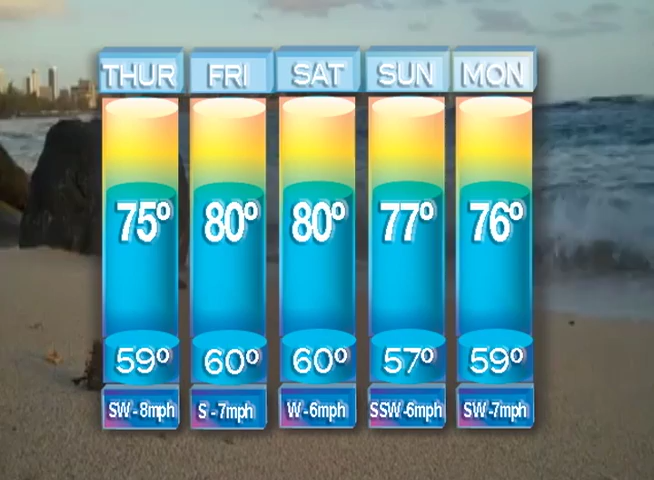 THUR FRI SAT SUN MON
75º 80º 80º 77º 76º
59º 60º 60º 57º 59º
SW-8mph S-7mph W-6mph SSW-6mph SW-7mph